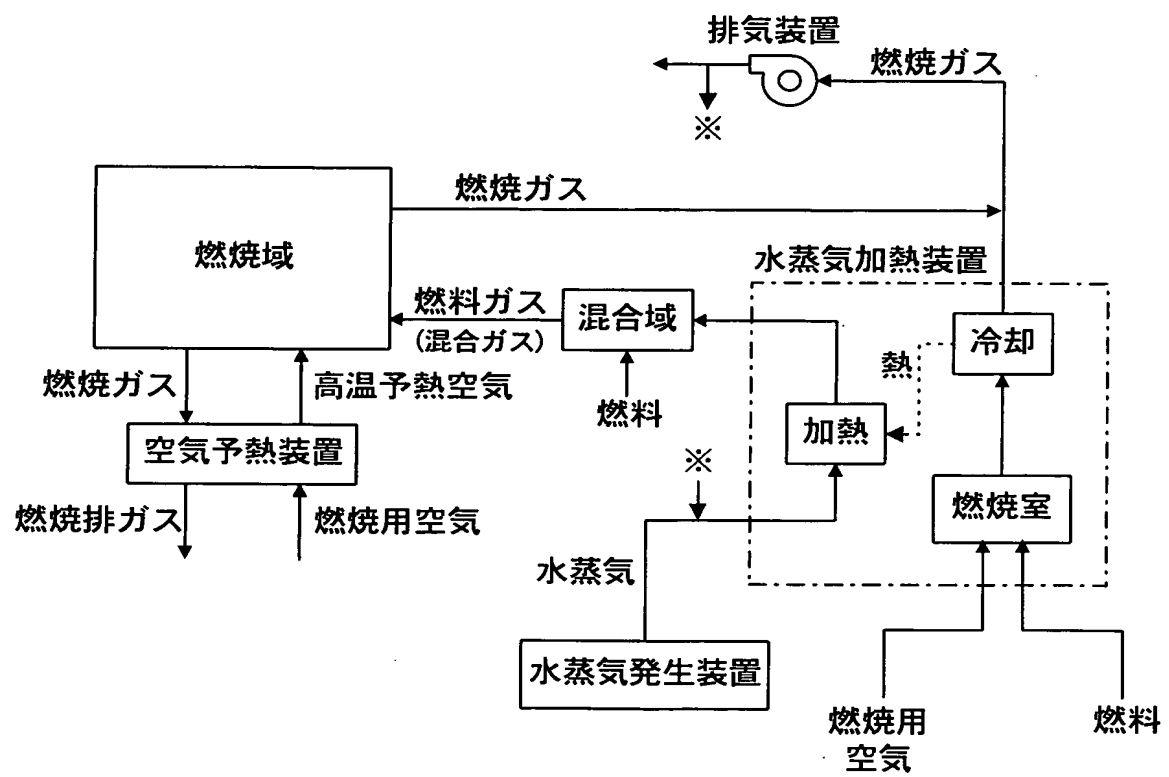 排気装置
燃焼ガス
※
燃焼ガス
燃焼域
水蒸気加熱装置
燃料ガス
(混合ガス)
混合域
冷却
熱
燃焼ガス
高温予熱空気
燃料
加熱
空気予熱装置
※
燃焼室
燃焼排ガス
燃焼用空気
水蒸気
水蒸気発生装置
燃焼用
空気
燃料